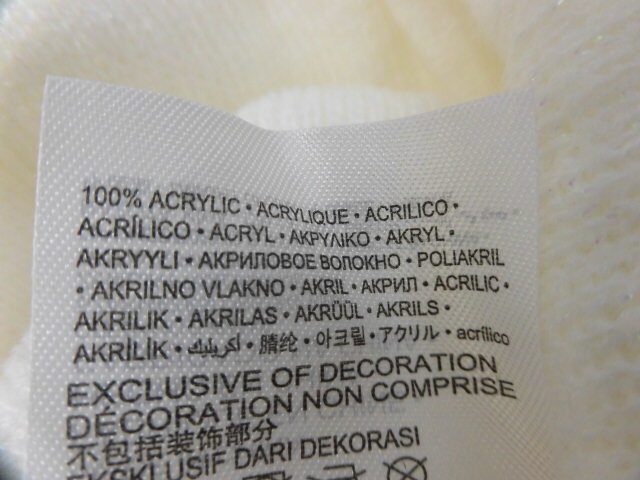 100% ACRYLIC • ACRYLIQUE • ACRILICO •
ACRÍLICO • ACRYL • ΑΚΡΥΛΙΚΟ • AKRYL •
AKRYYLI • АКРИЛОВОЕ ВОЛОКНО • POLIAKRIL
• AKRILNO VLAKNO • AKRIL • АКРИЛ • ACRILIC •
AKRILIK • AKRILAS • AKRÜÜL • AKRILS •
AKRİLİK • أكريليك • 腈纶 • 아크릴 • アクリル • acrílico
EXCLUSIVE OF DECORATION
DÉCORATION NON COMPRISE
不包括装饰部分
EKSKLUSIF DARI DEKORASI